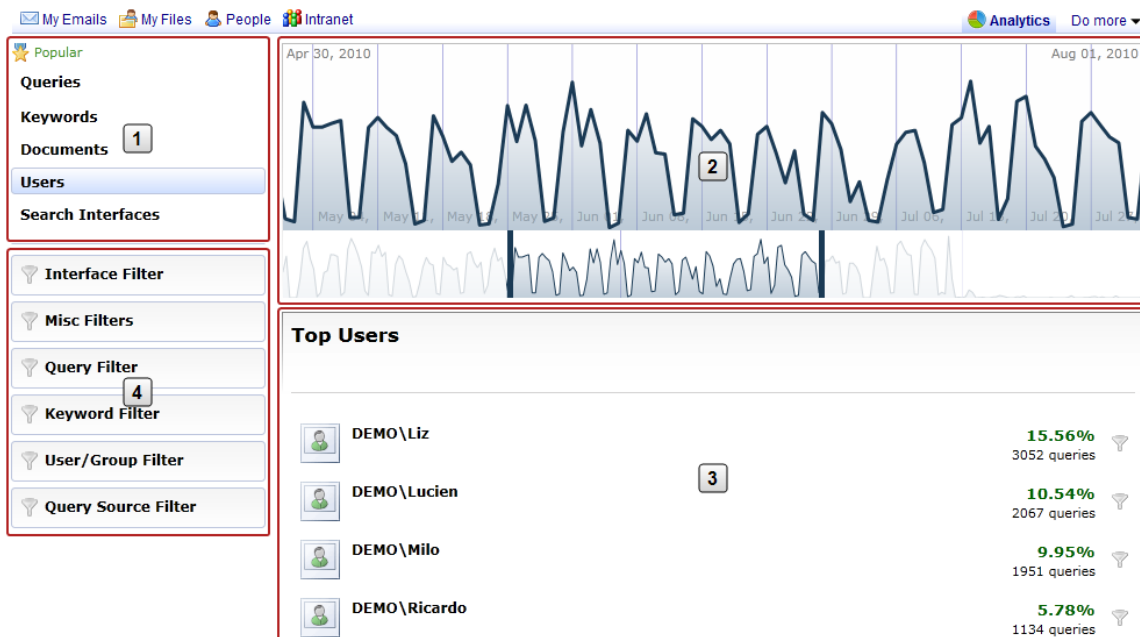 My Emails My Files People Intranet Analytics Do more
Popular
Queries
Keywords
1
Documents
Users
Search Interfaces
Apr 30, 2010 Aug 01, 2010
2
May 18, Jun 01, Jul 06, Jul 20
Interface Filter
Misc Filters
Query Filter
4
Keyword Filter
User/Group Filter
Query Source Filter
Top Users
DEMO\Liz 15.56%
3052 queries
3
DEMO\Lucien 10.54%
2067 queries
DEMO\Milo 9.95%
1951 queries
DEMO\Ricardo 5.78%
1134 queries